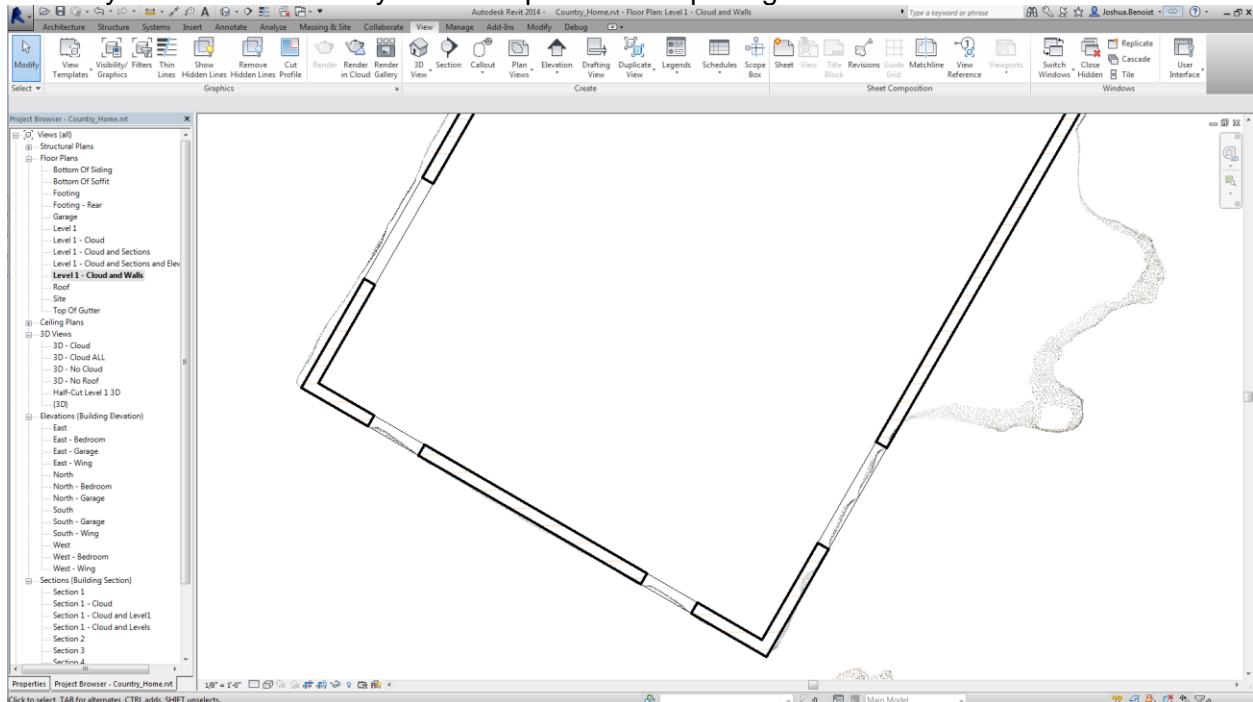 Autodesk Revit 2014 - Country_Home.rvt - Floor Plan: Level 1 - Cloud and Walls
Type a keyword or phrase
Joshua.Benoist
Architecture Structure Systems Insert Annotate Analyze Massing & Site Collaborate View Manage Add-Ins Modify Debug
Modify View Visibility/ Filters Thin Show Remove Cut Render Render Render 3D Section Callout Plan Elevation Drafting Duplicate Legends Schedules Scope Sheet View Title Revisions Guide Matchline View Viewports Switch Close Replicate User
Templates Graphics Lines Hidden Lines Hidden Lines Profile in Cloud Gallery View Views View View Box Block Grid Reference Windows Hidden Cascade Interface
Tile
Select Graphics Create Sheet Composition Windows
Project Browser - Country_Home.rvt
Views (all)
Structural Plans
Floor Plans
Bottom Of Siding
Bottom Of Soffit
Footing
Footing - Rear
Garage
Level 1
Level 1 - Cloud
Level 1 - Cloud and Sections
Level 1 - Cloud and Sections and Elev
Level 1 - Cloud and Walls
Roof
Site
Top Of Gutter
Ceiling Plans
3D Views
3D - Cloud
3D - Cloud ALL
3D - No Cloud
3D - No Roof
Half-Cut Level 1 3D
{3D}
Elevations (Building Elevation)
East
East - Bedroom
East - Garage
East - Wing
North
North - Bedroom
North - Garage
South
South - Garage
South - Wing
West
West - Bedroom
West - Wing
Sections (Building Section)
Section 1
Section 1 - Cloud
Section 1 - Cloud and Level1
Section 1 - Cloud and Levels
Section 2
Section 3
Section 4
Properties Project Browser - Country_Home.rvt
1/8" = 1'-0"
Click to select, TAB for alternates, CTRL adds, SHIFT unselects.
Main Model